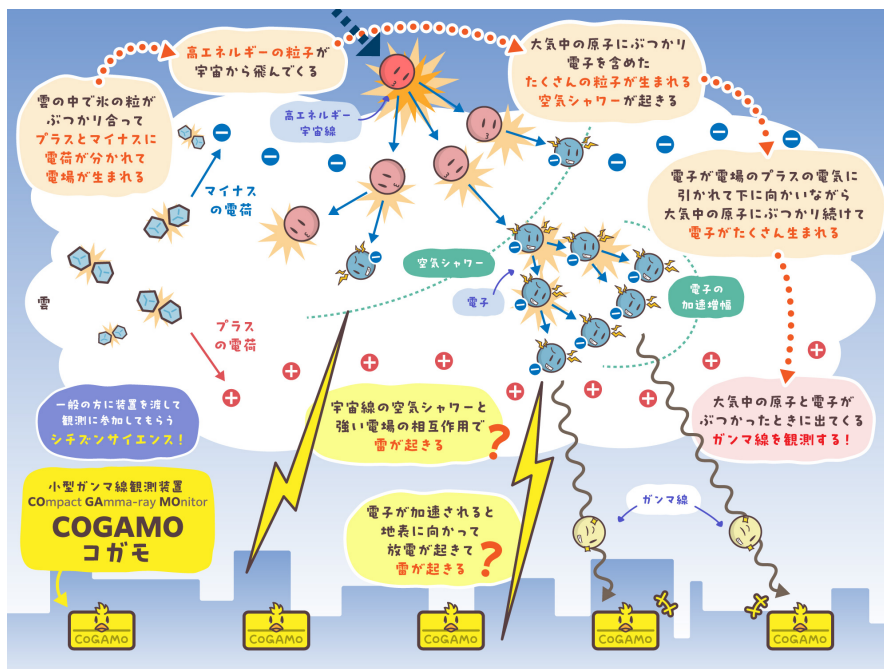 雲の中で氷の粒が
ぶつかり合って
プラスとマイナスに
電荷が分かれて
電場が生まれる
高エネルギーの粒子が
宇宙から飛んでくる
大気中の原子にぶつかり
電子を含めた
たくさんの粒子が生まれる
空気シャワーが起きる
電子が電場のプラスの電気に
引かれて下に向かいながら
大気中の原子にぶつかり続けて
電子がたくさん生まれる
大気中の原子と電子が
ぶつかったときに出てくる
ガンマ線を観測する！
高エネルギー
宇宙線
マイナス
の電荷
空気シャワー
電子
電子の
加速増幅
雲
プラス
の電荷
一般の方に装置を渡して
観測に参加してもらう
シチズンサイエンス！
宇宙線の空気シャワーと
強い電場の相互作用で
雷が起きる
?
電子が加速されると
地表に向かって
放電が起きて
雷が起きる
?
ガンマ線
小型ガンマ線観測装置
COmpact GAmma-ray MOnitor
COGAMO
コガモ
CoGAMO
CoGAMO
CoGAMO
CoGAMO
CoGAMO